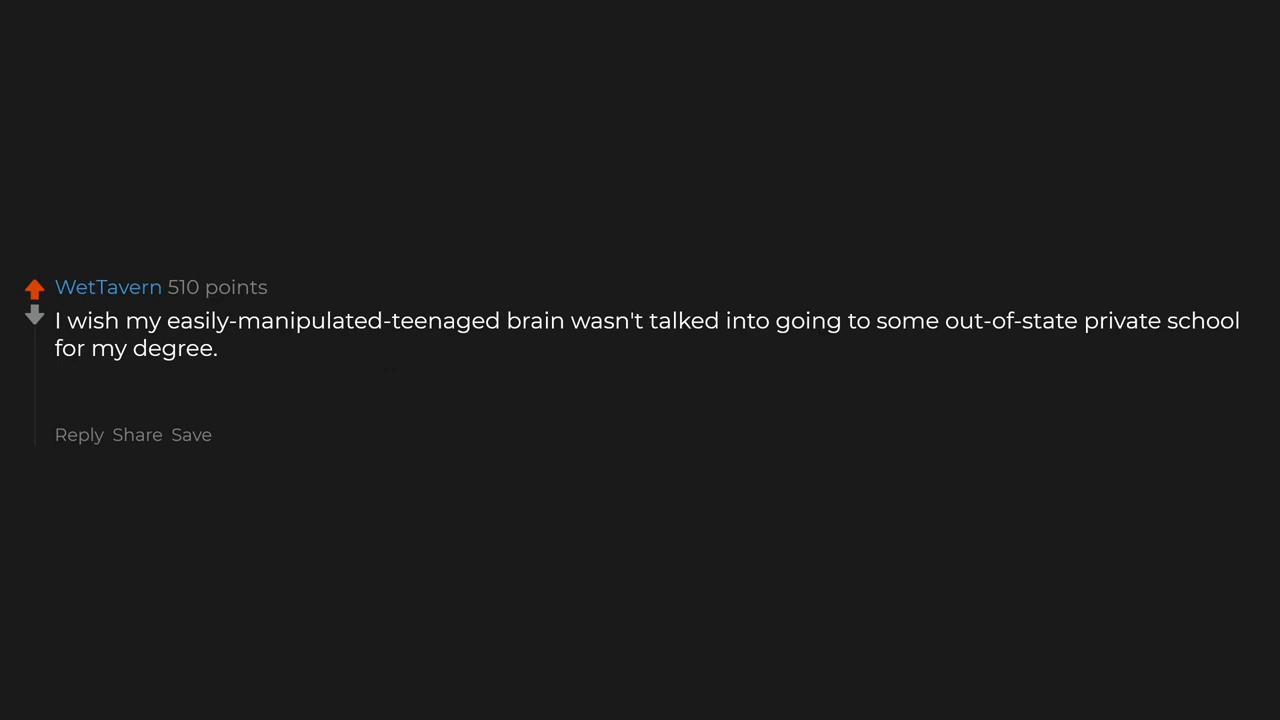 WetTavern 510 points
I wish my easily-manipulated-teenaged brain wasn't talked into going to some out-of-state private school
for my degree.
Reply Share Save